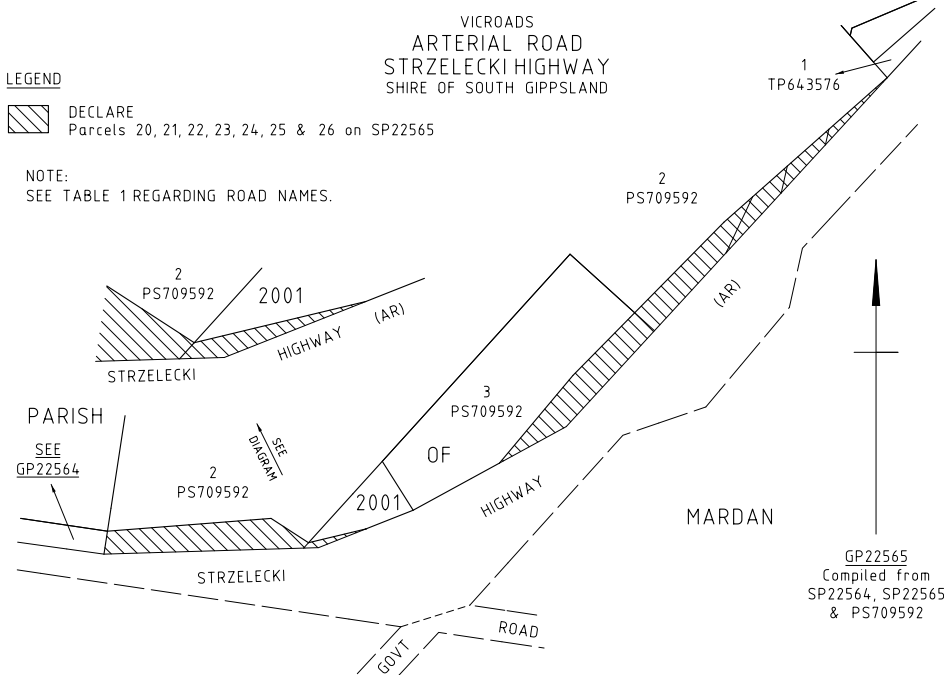 VICROADS
ARTERIAL ROAD
STRZELECKI HIGHWAY
SHIRE OF SOUTH GIPPSLAND
LEGEND
DECLARE
Parcels 20, 21, 22, 23, 24, 25 & 26 on SP22565
NOTE:
SEE TABLE 1 REGARDING ROAD NAMES.
1
TP643576
2
PS709592
2
PS709592
2001
HIGHWAY
(AR)
STRZELECKI
(AR)
PARISH
SEE
GP22564
SEE
DIAGRAM
2
PS709592
3
PS709592
OF
2001
HIGHWAY
MARDAN
STRZELECKI
GOVT
ROAD
GP22565
Compiled from
SP22564, SP22565
& PS709592